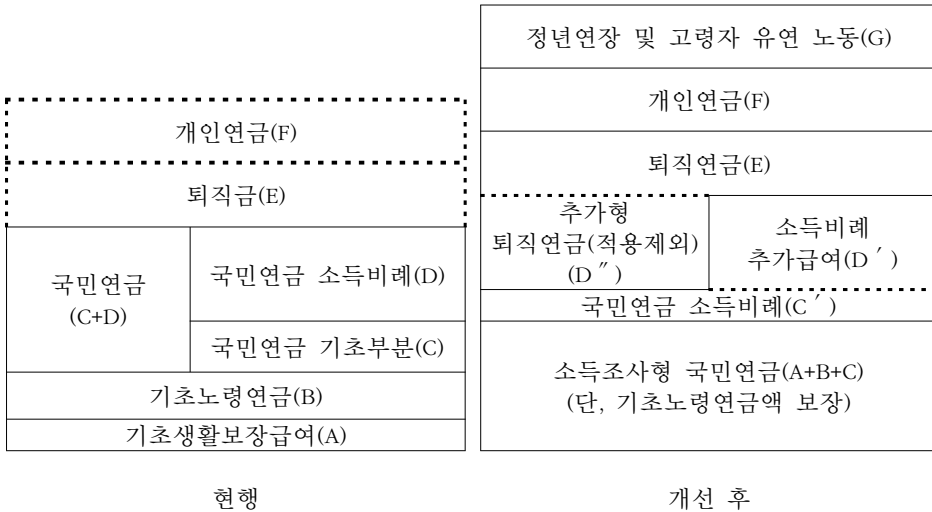 개인연금(F)
퇴직금(E)
국민연금
(C+D)
국민연금 소득비례(D)
국민연금 기초부분(C)
기초노령연금(B)
기초생활보장급여(A)
현행
정년연장 및 고령자 유연 노동(G)
개인연금(F)
퇴직연금(E)
추가형
퇴직연금(적용제외)
(D″)
소득비례
추가급여(D′)
국민연금 소득비례(C′)
소득조사형 국민연금(A+B+C)
(단, 기초노령연금액 보장)
개선 후